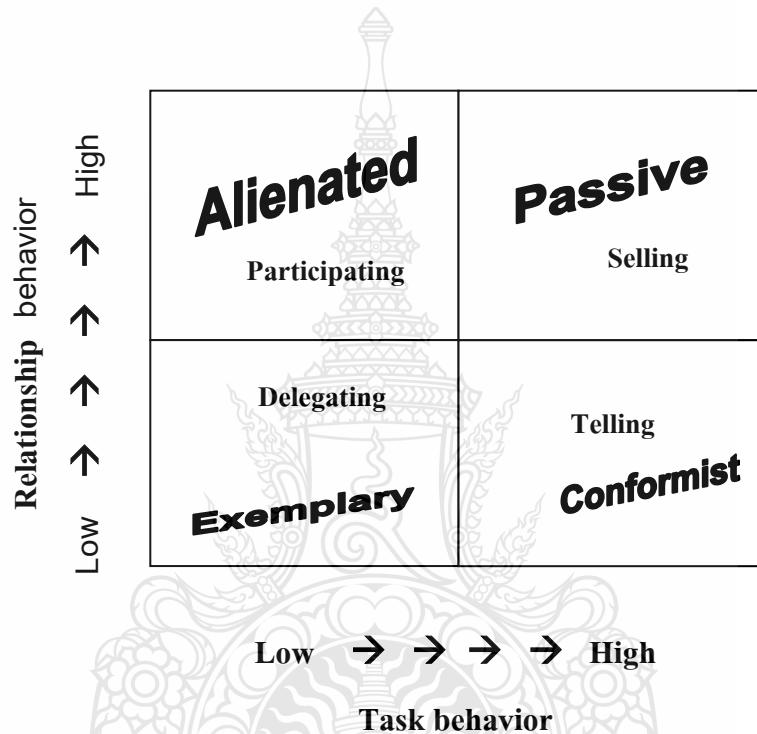 Relationship behavior
Low High
Alienated
Participating
Passive
Selling
Delegating
Exemplary
Telling
Conformist
Low → → → → High
Task behavior